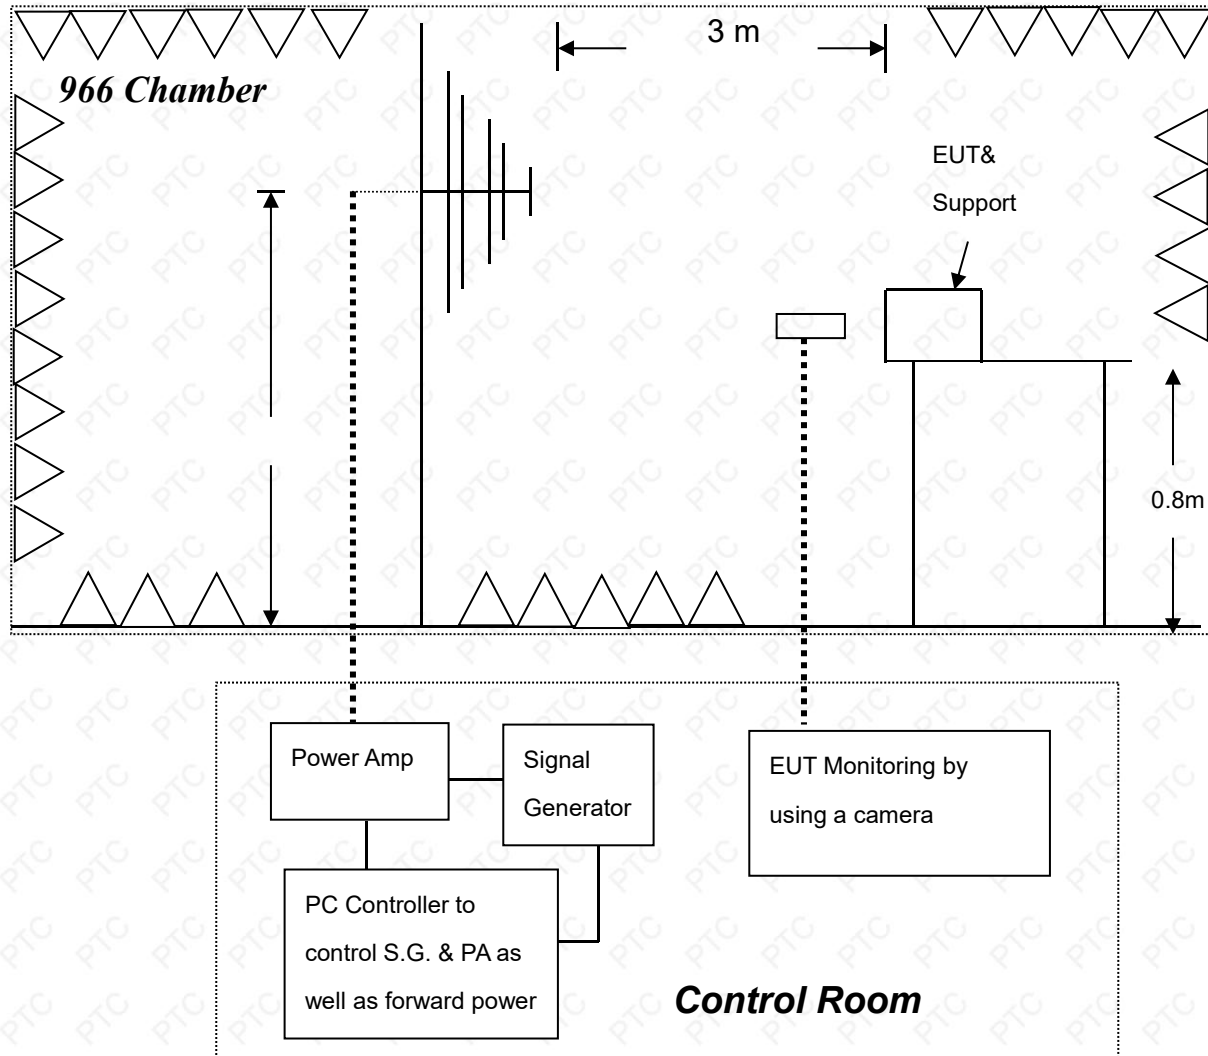 3 m
966 Chamber
EUT&
Support
0.8m
Power Amp
Signal
Generator
EUT Monitoring by
using a camera
PC Controller to
control S.G. & PA as
well as forward power
Control Room
PTC